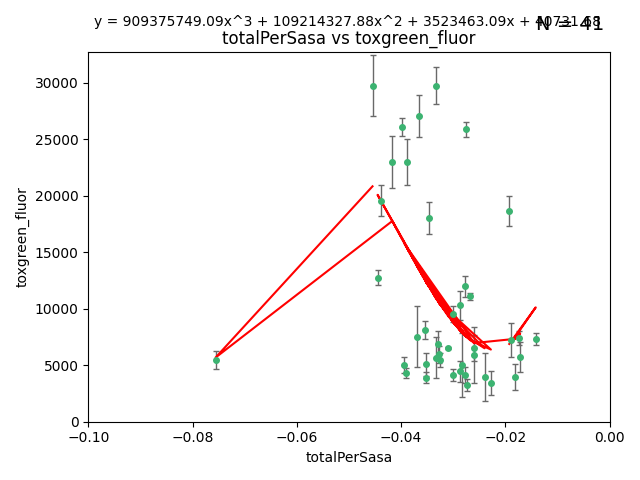 y = 909375749.09x^3 + 109214327.88x^2 + 3523463.09x + 40731.68
N = 41
totalPerSasa vs toxgreen_fluor
30000
25000
20000
15000
10000
5000
0
toxgreen_fluor
−0.10 −0.08 −0.06 −0.04 −0.02 0.00
totalPerSasa